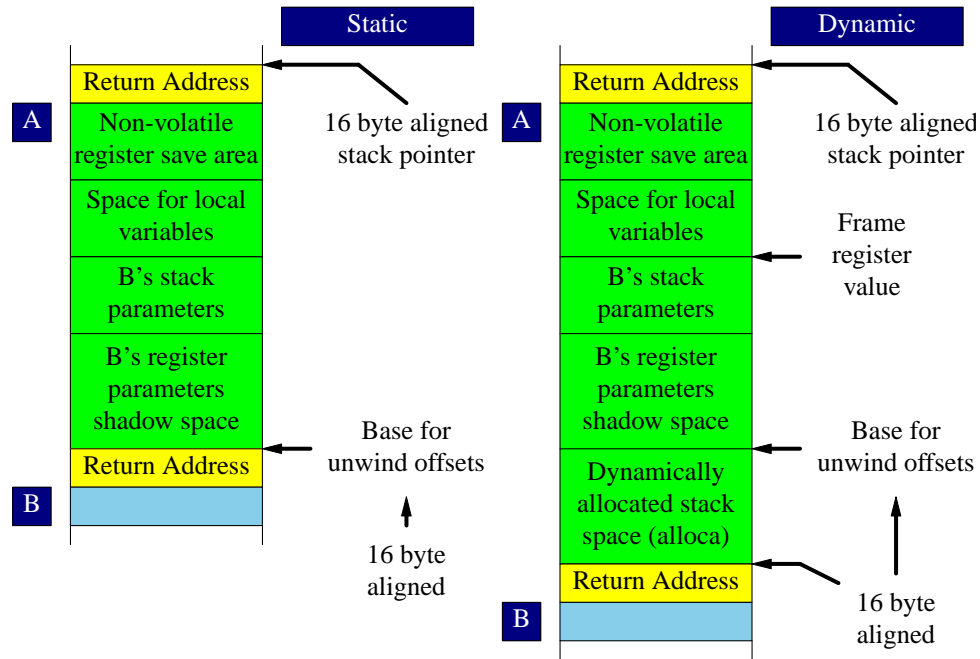 Static
Return Address
A
Non-volatile
register save area
16 byte aligned
stack pointer
Space for local
variables
B's stack
parameters
B's register
parameters
shadow space
Base for
unwind offsets
Return Address
B
16 byte
aligned
Dynamic
Return Address
A
Non-volatile
register save area
16 byte aligned
stack pointer
Space for local
variables
Frame
register
value
B's stack
parameters
B's register
parameters
shadow space
Base for
unwind offsets
Dynamically
allocated stack
space (alloca)
Return Address
16 byte
aligned
B